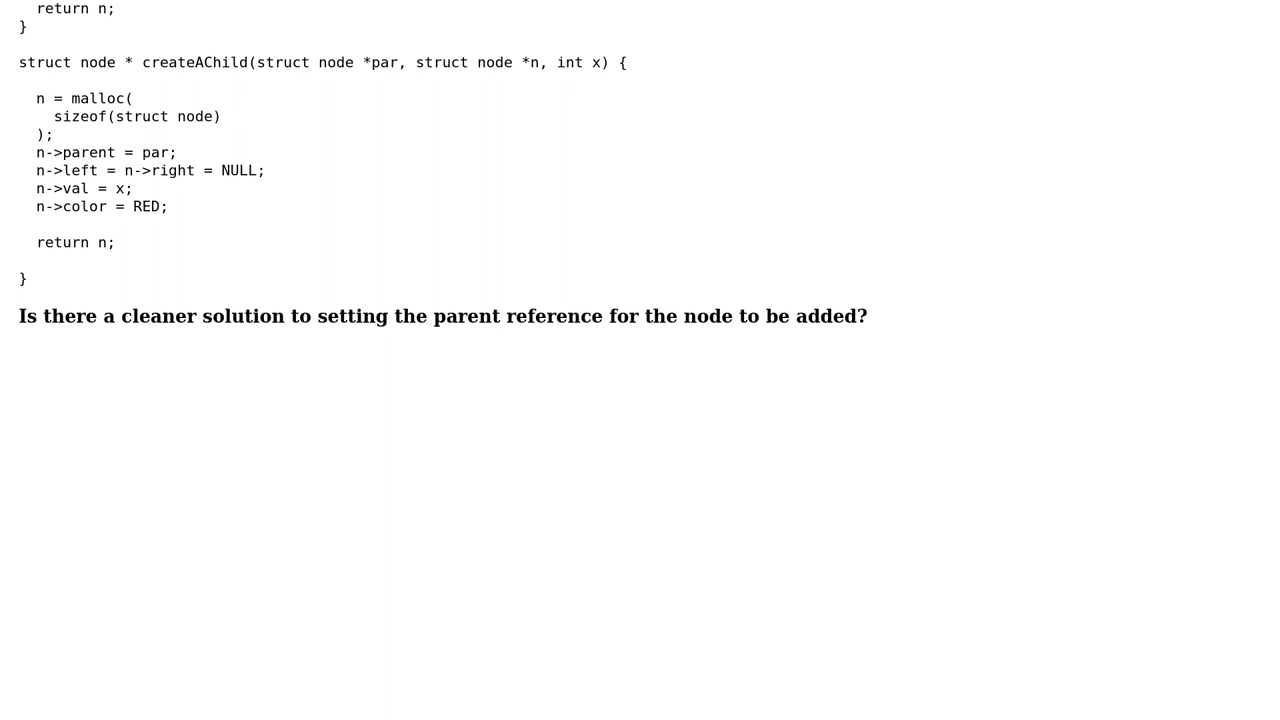 return n;
}
struct node * createAChild(struct node *par, struct node *n, int x) {
n = malloc(
sizeof(struct node)
);
n->parent = par;
n->left = n->right = NULL;
n->val = x;
n->color = RED;
return n;
}
Is there a cleaner solution to setting the parent reference for the node to be added?